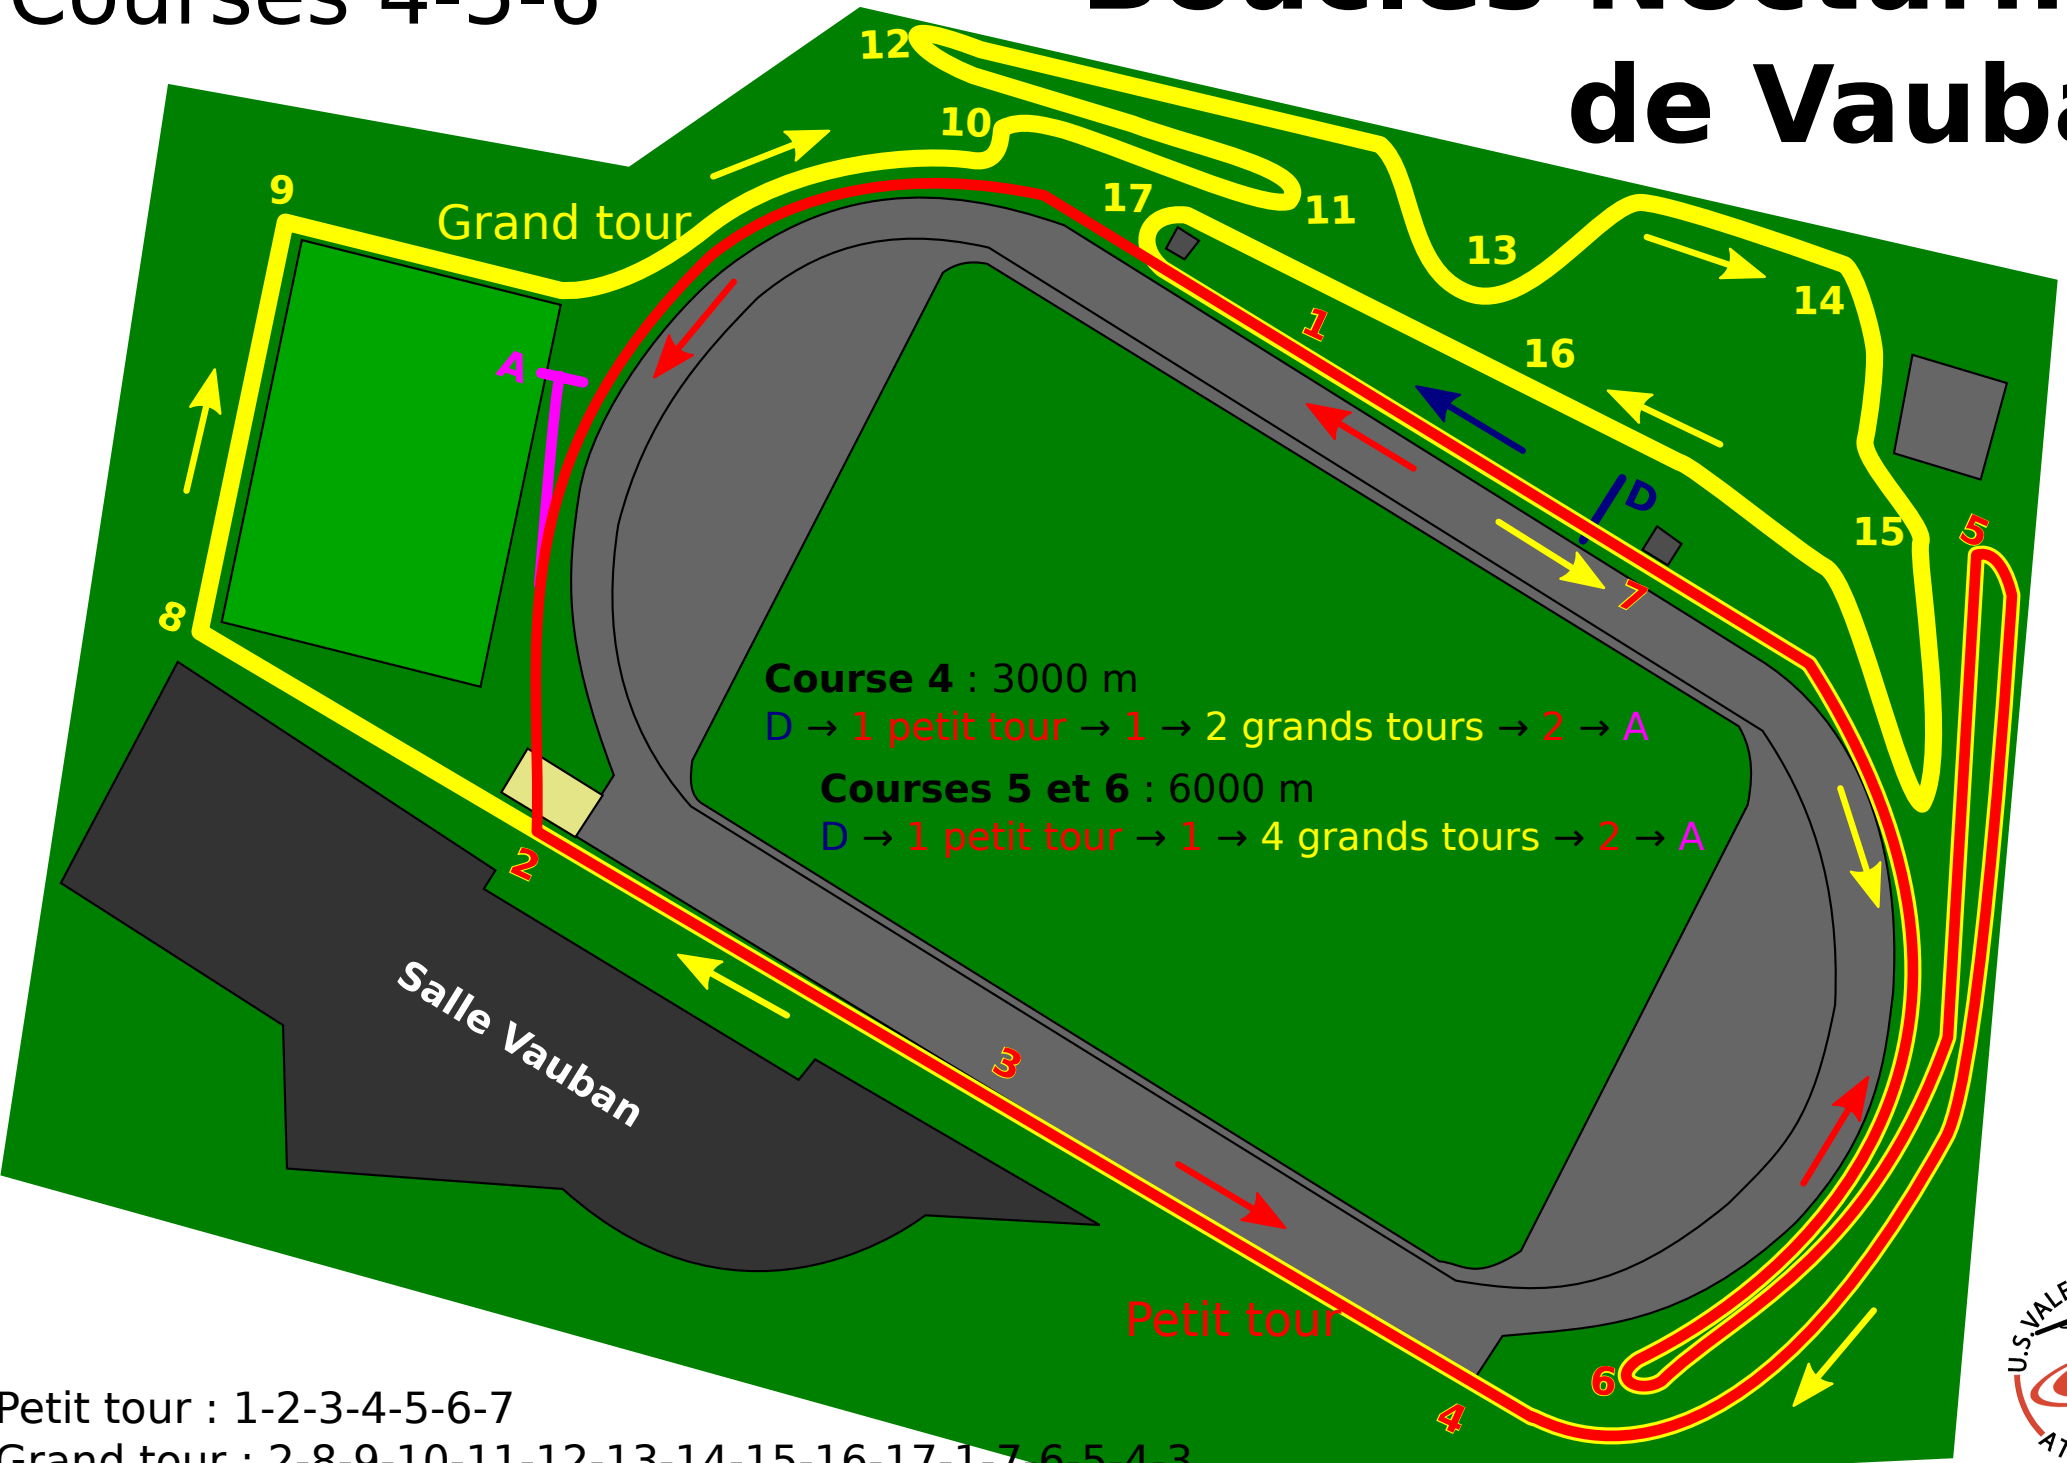 Courses 4-5-6
Boucles Nocturn
de Vauba
12
10
9
17
11
Grand tour
13
14
1
16
A
D
15
5
7
8
Course 4 : 3000 m
D → 1 petit tour → 1 → 2 grands tours → 2 → A
Courses 5 et 6 : 6000 m
D → 1 petit tour → 1 → 4 grands tours → 2 → A
2
Salle Vauban
3
Petit tour
6
4
U.S.VALE
AT
Petit tour : 1-2-3-4-5-6-7
Grand tour : 2-8-9-10-11-12-13-14-15-16-17-1-7-6-5-4-3